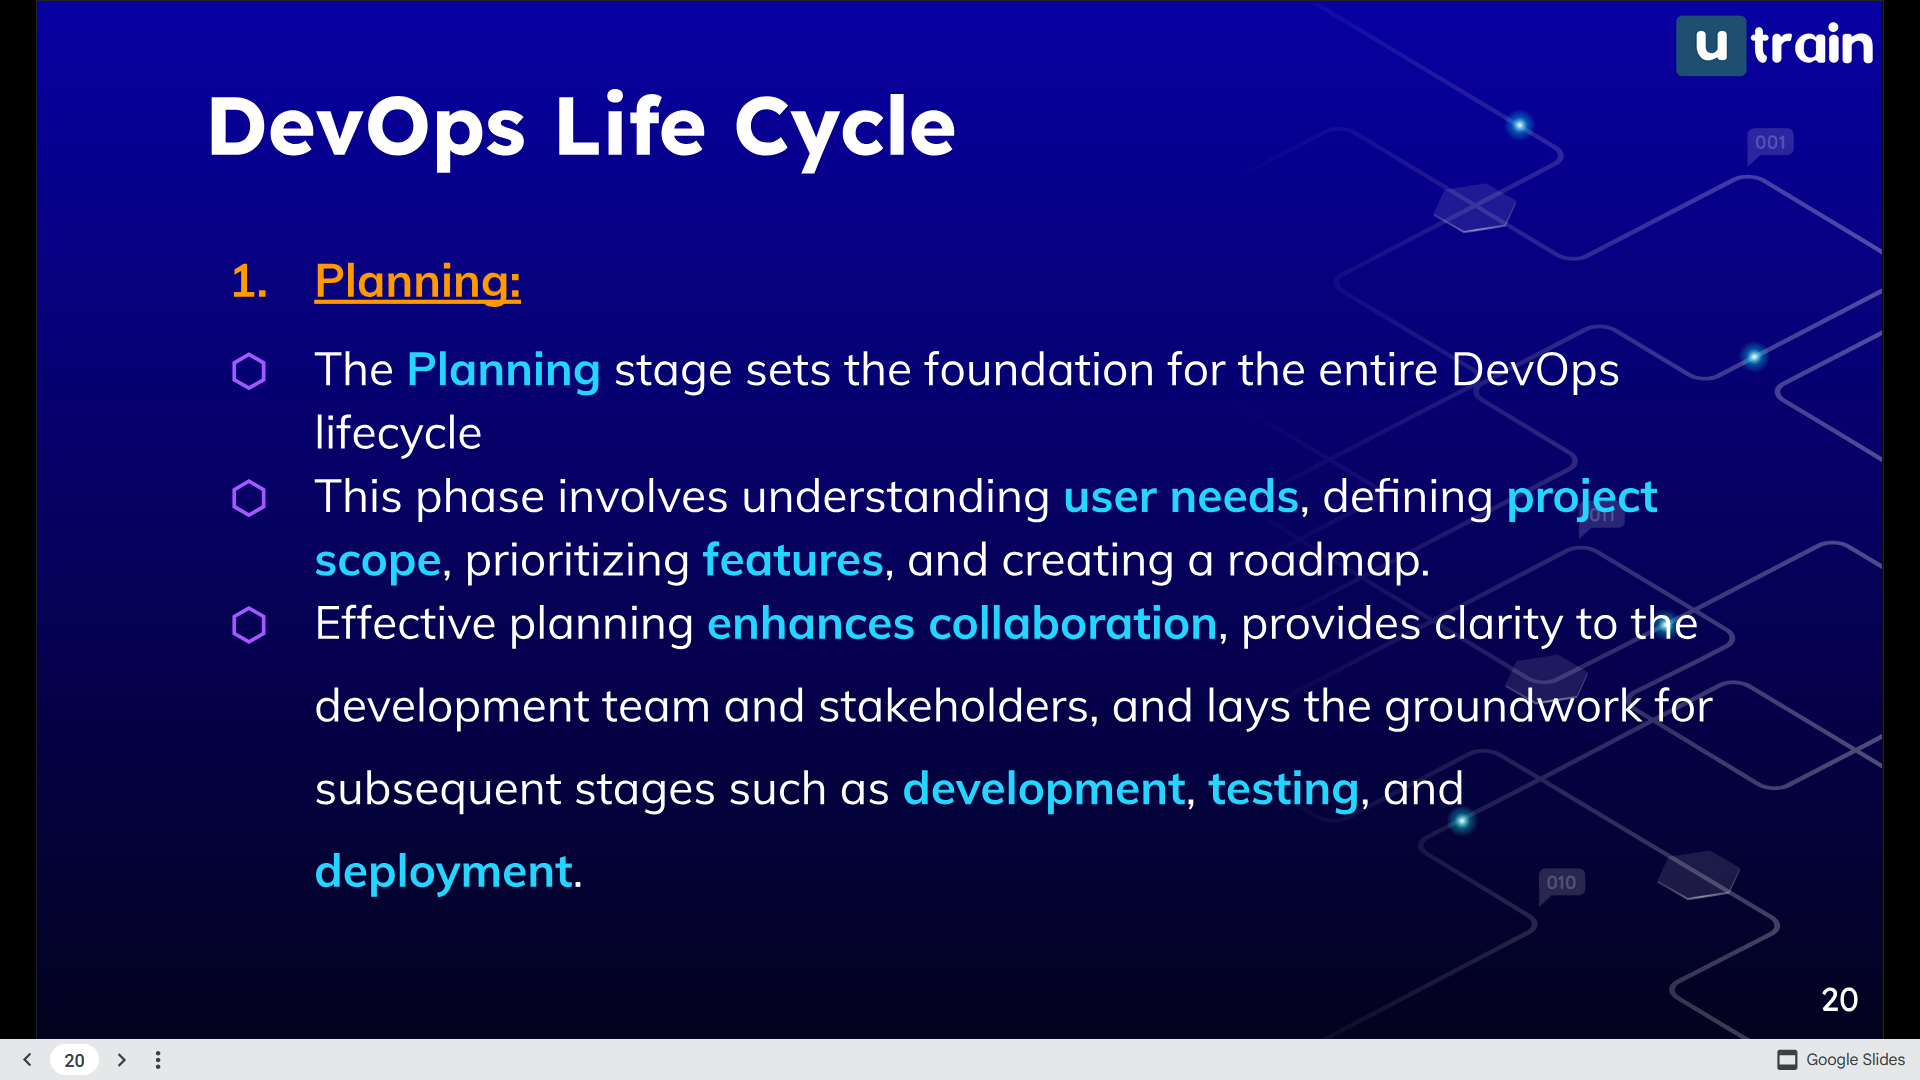 u train
DevOps Life Cycle
001
1. Planning:
The Planning stage sets the foundation for the entire DevOps
lifecycle
This phase involves understanding user needs, defining project
011
scope, prioritizing features, and creating a roadmap.
Effective planning enhances collaboration, provides clarity to the
development team and stakeholders, and lays the groundwork for
subsequent stages such as development, testing, and
deployment.
010
20
20
Google Slides